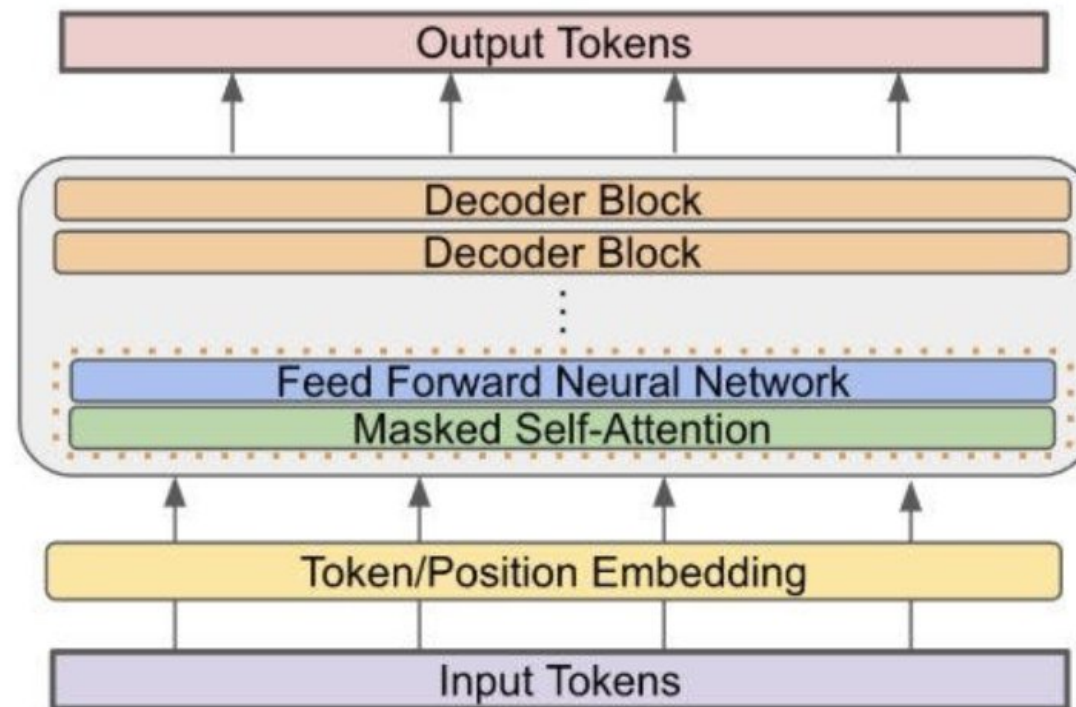 Output Tokens
Decoder Block
Decoder Block
Feed Forward Neural Network
Masked Self-Attention
Token/Position Embedding
Input Tokens